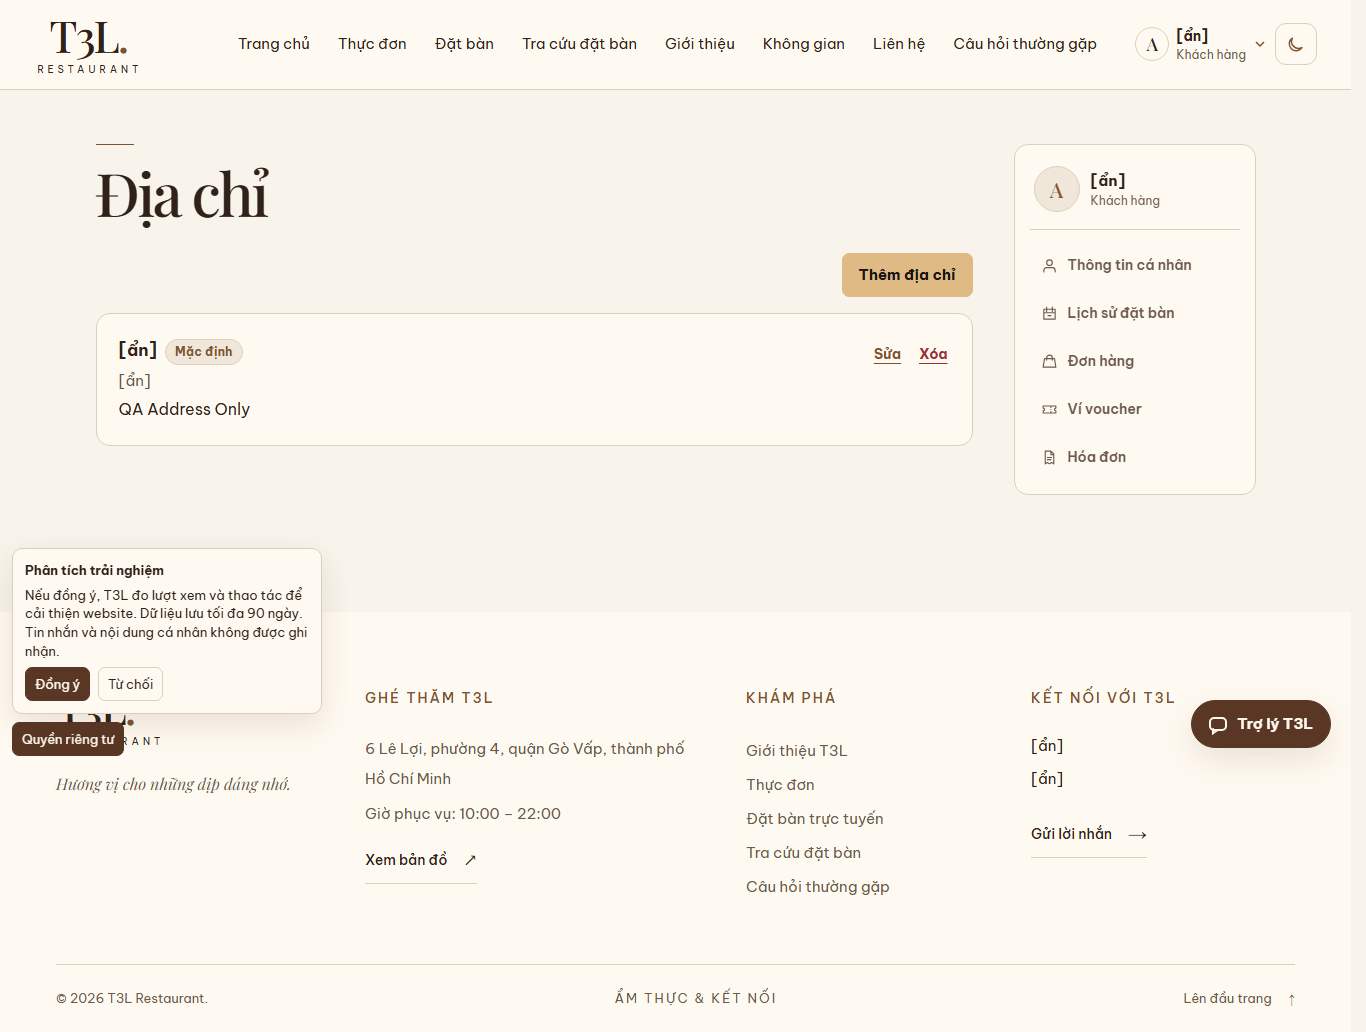 T3L.
RESTAURANT
Trang chủ
Thực đơn
Đặt bàn
Tra cứu đặt bàn
Giới thiệu
Không gian
Liên hệ
Câu hỏi thường gặp
A
[ẩn]
Khách hàng
Địa chỉ
Thêm địa chỉ
[ẩn] Mặc định
[ẩn]
QA Address Only
Sửa
Xóa
A
[ẩn]
Khách hàng
Thông tin cá nhân
Lịch sử đặt bàn
Đơn hàng
Ví voucher
Hóa đơn
Phân tích trải nghiệm
Nếu đồng ý, T3L đo lượt xem và thao tác để
cải thiện website. Dữ liệu lưu tối đa 90 ngày.
Tin nhắn và nội dung cá nhân không được ghi
nhận.
Đồng ý
Từ chối
Quyền riêng tư
Hương vị cho những dịp đáng nhớ.
GHÉ THĂM T3L
6 Lê Lợi, phường 4, quận Gò Vấp, thành phố
Hồ Chí Minh
Giờ phục vụ: 10:00 – 22:00
Xem bản đồ ↗
KHÁM PHÁ
Giới thiệu T3L
Thực đơn
Đặt bàn trực tuyến
Tra cứu đặt bàn
Câu hỏi thường gặp
KẾT NỐI VỚI T3L
[ẩn]
[ẩn]
Gửi lời nhắn →
Trợ lý T3L
© 2026 T3L Restaurant.
ẨM THỰC & KẾT NỐI
Lên đầu trang ↑